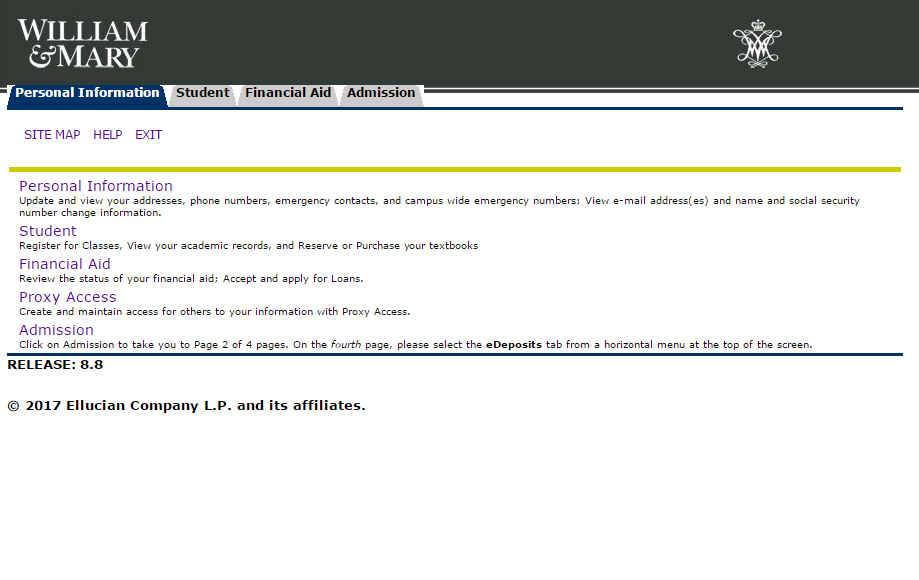 WILLIAM
& MARY
Personal Information Student Financial Aid Admission
SITE MAP HELP EXIT
Personal Information
Update and view your addresses, phone numbers, emergency contacts, and campus wide emergency numbers; View e-mail address(es) and name and social security
number change information.
Student
Register for Classes, View your academic records, and Reserve or Purchase your textbooks
Financial Aid
Review the status of your financial aid; Accept and apply for Loans.
Proxy Access
Create and maintain access for others to your information with Proxy Access.
Admission
Click on Admission to take you to Page 2 of 4 pages. On the fourth page, please select the eDeposits tab from a horizontal menu at the top of the screen.
RELEASE: 8.8
© 2017 Ellucian Company L.P. and its affiliates.